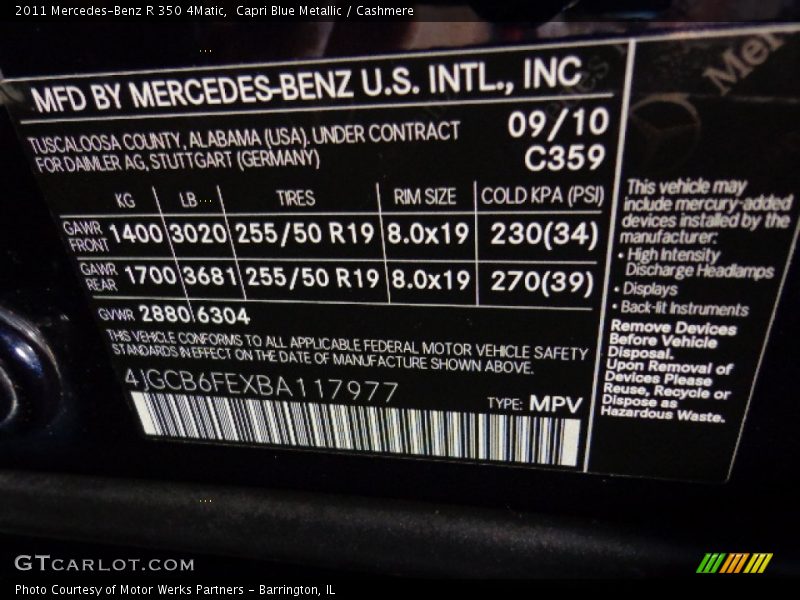 2011 Mercedes-Benz R 350 4Matic,  Capri Blue Metallic / Cashmere
MFD BY MERCEDES-BENZ U.S. INTL., INC
TUSCALOOSA COUNTY, ALABAMA (USA). UNDER CONTRACT
FOR DAIMLER AG, STUTTGART (GERMANY)
09/10
C359
KG LB TIRES RIM SIZE COLD KPA (PSI)
GAWR FRONT 1400 3020 255/50 R19 8.0x19 230(34)
GAWR REAR 1700 3681 255/50 R19 8.0x19 270(39)
GVWR 2880 6304
THIS VEHICLE CONFORMS TO ALL APPLICABLE FEDERAL MOTOR VEHICLE SAFETY
STANDARDS IN EFFECT ON THE DATE OF MANUFACTURE SHOWN ABOVE.
4JGCB6FEXBA117977
TYPE: MPV
This vehicle may
include mercury-added
devices installed by the
manufacturer:
• High Intensity
Discharge Headlamps
• Displays
• Back-lit Instruments
Remove Devices
Before Vehicle
Disposal.
Upon Removal of
Devices Please
Reuse, Recycle or
Dispose as
Hazardous Waste.
GTCARLOT.COM
Photo Courtesy of Motor Werks Partners - Barrington, IL